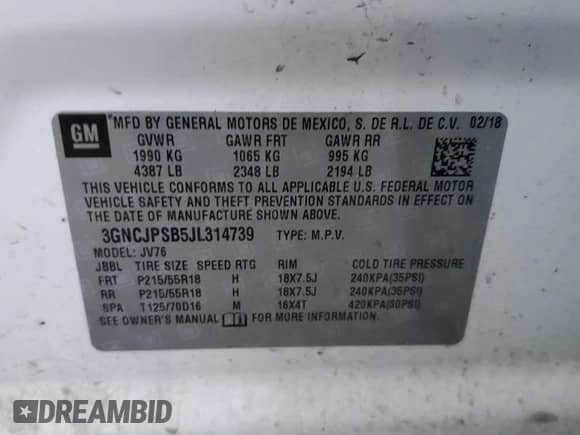 GM
*MFD BY GENERAL MOTORS DE MEXICO, S. DE R.L. DE C.V. 02/18
GVWR GAWR FRT GAWR RR
1990 KG 1065 KG 995 KG
4387 LB 2348 LB 2194 LB
THIS VEHICLE CONFORMS TO ALL APPLICABLE U.S. FEDERAL MOTOR
VEHICLE SAFETY AND THEFT PREVENTION STANDARDS IN EFFECT ON THE
DATE OF MANUFACTURE SHOWN ABOVE.
3GNCJPSB5JL314739 TYPE: M.P.V.
MODEL: JV76
JBBL TIRE SIZE SPEED RTG RIM COLD TIRE PRESSURE
FRT P215/55R18 H 18X7.5J 240KPA(35PSI)
RR P215/55R18 H 18X7.5J 240KPA(35PSI)
SPA T125/70D16 M 16X4T 420KPA(60PSI)
SEE OWNER'S MANUAL FOR MORE INFORMATION
DREAMBID